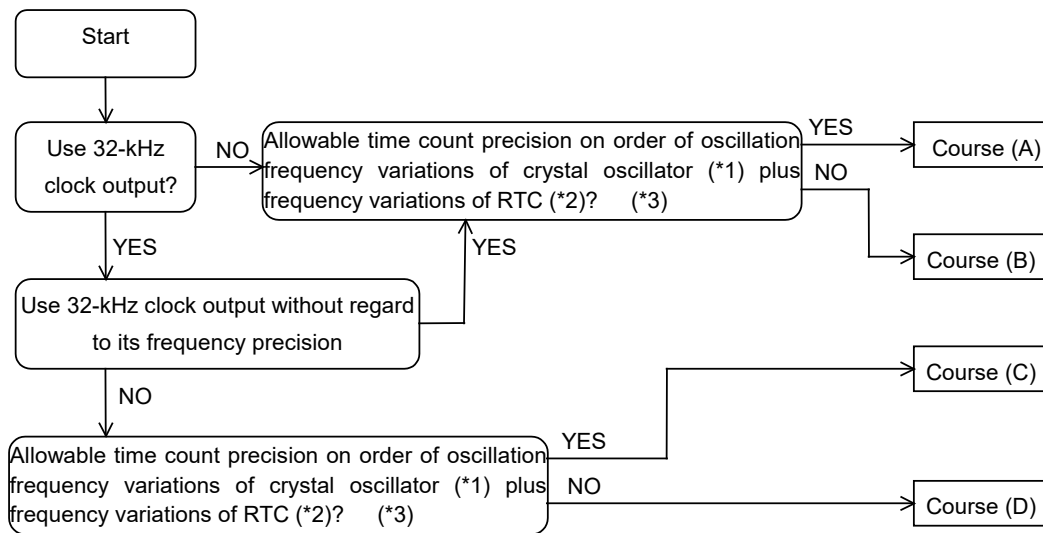 Start
Use 32-kHz
clock output?
NO
Allowable time count precision on order of oscillation
frequency variations of crystal oscillator (*1) plus
frequency variations of RTC (*2)? (*3)
YES
Course (A)
NO
Course (B)
YES
YES
Use 32-kHz clock output without regard
to its frequency precision
NO
Course (C)
Allowable time count precision on order of oscillation
frequency variations of crystal oscillator (*1) plus
frequency variations of RTC (*2)? (*3)
YES
NO
Course (D)